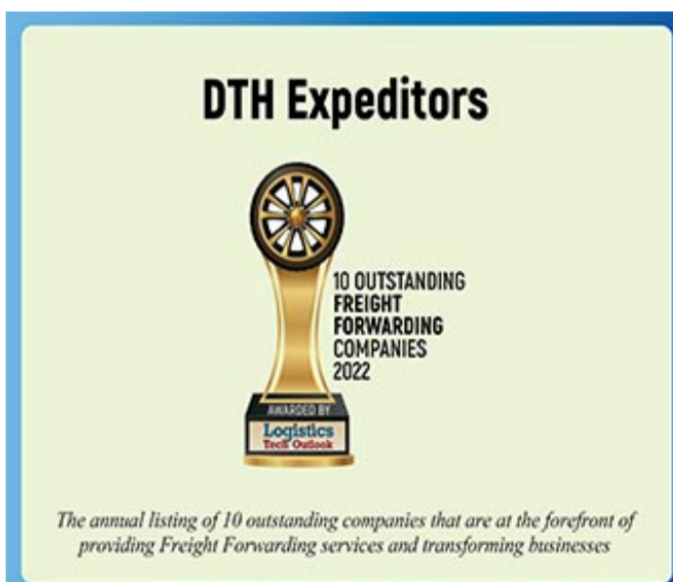 DTH Expeditors
10 OUTSTANDING
FREIGHT
FORWARDING
COMPANIES
2022
AWARDED BY
Logistics
Tech Outlook
The annual listing of 10 outstanding companies that are at the forefront of
providing Freight Forwarding services and transforming businesses